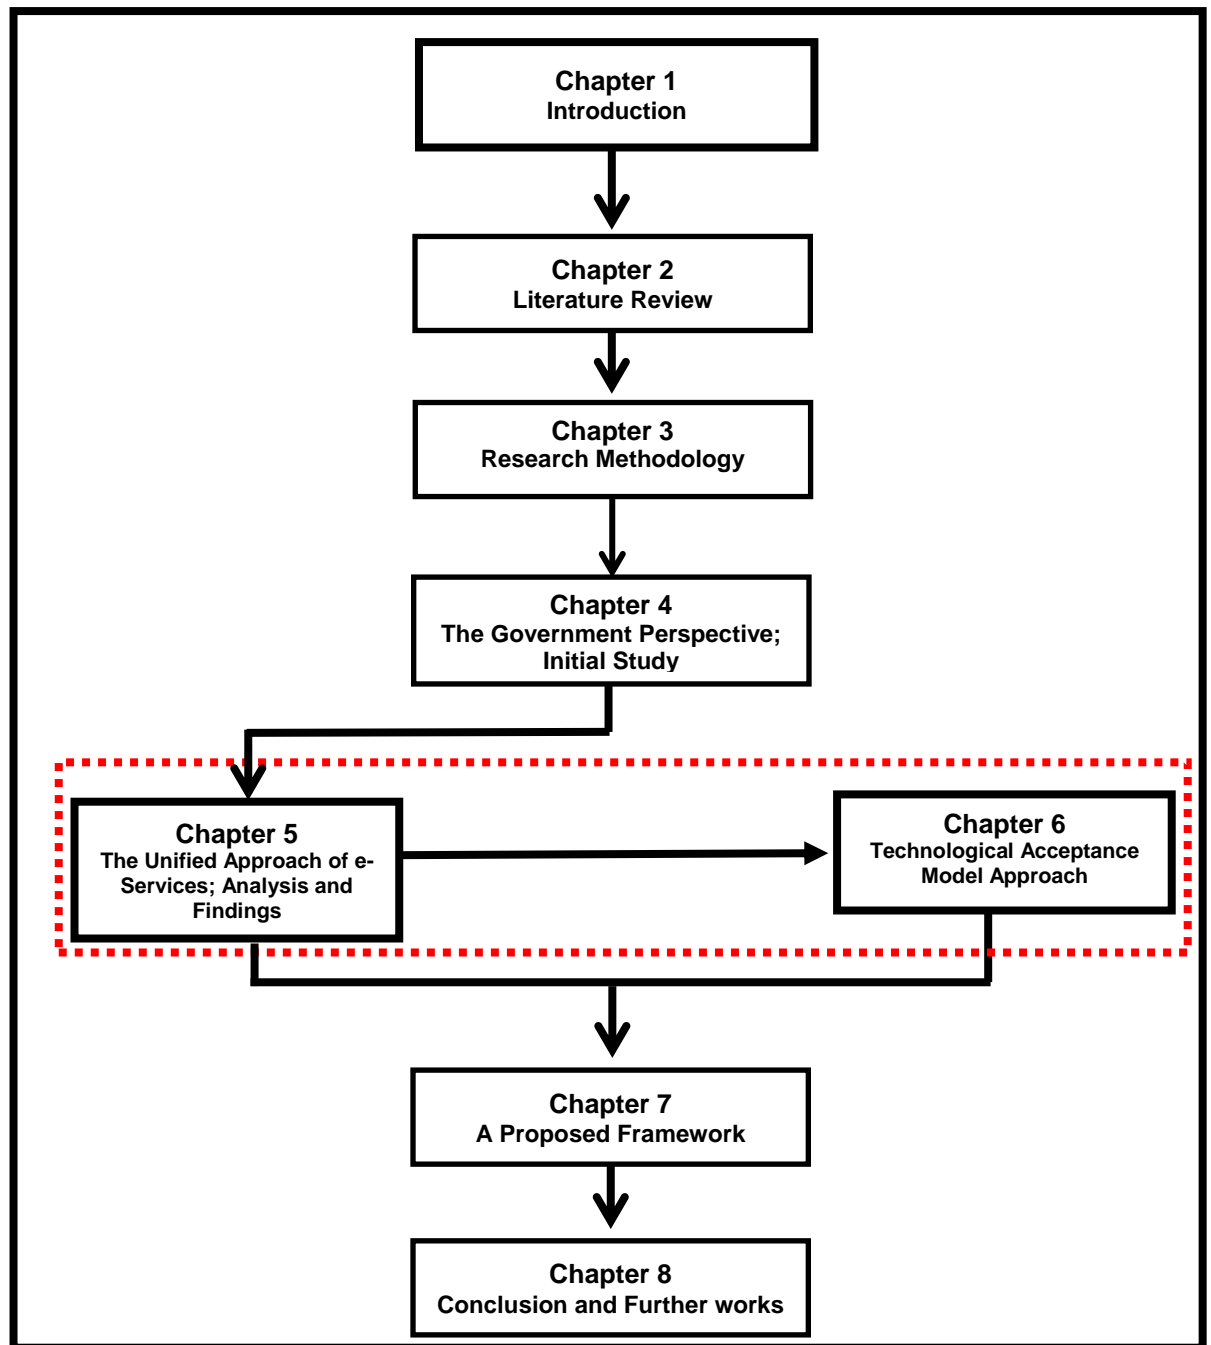 Chapter 1
Introduction
Chapter 2
Literature Review
Chapter 3
Research Methodology
Chapter 4
The Government Perspective;
Initial Study
Chapter 5
The Unified Approach of e-
Services; Analysis and
Findings
Chapter 6
Technological Acceptance
Model Approach
Chapter 7
A Proposed Framework
Chapter 8
Conclusion and Further works